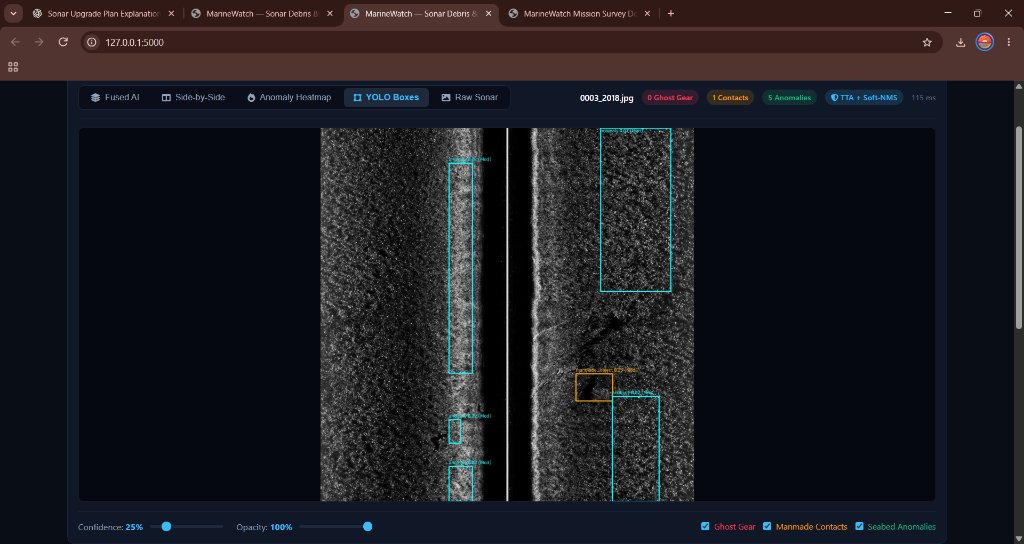 Sonar Upgrade Plan Explanation
MarineWatch — Sonar Debris &
MarineWatch — Sonar Debris &
MarineWatch Mission Survey Do
127.0.0.1:5000
Fused AI
Side-by-Side
Anomaly Heatmap
YOLO Boxes
Raw Sonar
0003_2018.jpg
0 Ghost Gear
1 Contacts
5 Anomalies
TTA + Soft-NMS
115 ms
Confidence: 25%
Opacity: 100%
Ghost Gear
Manmade Contacts
Seabed Anomalies